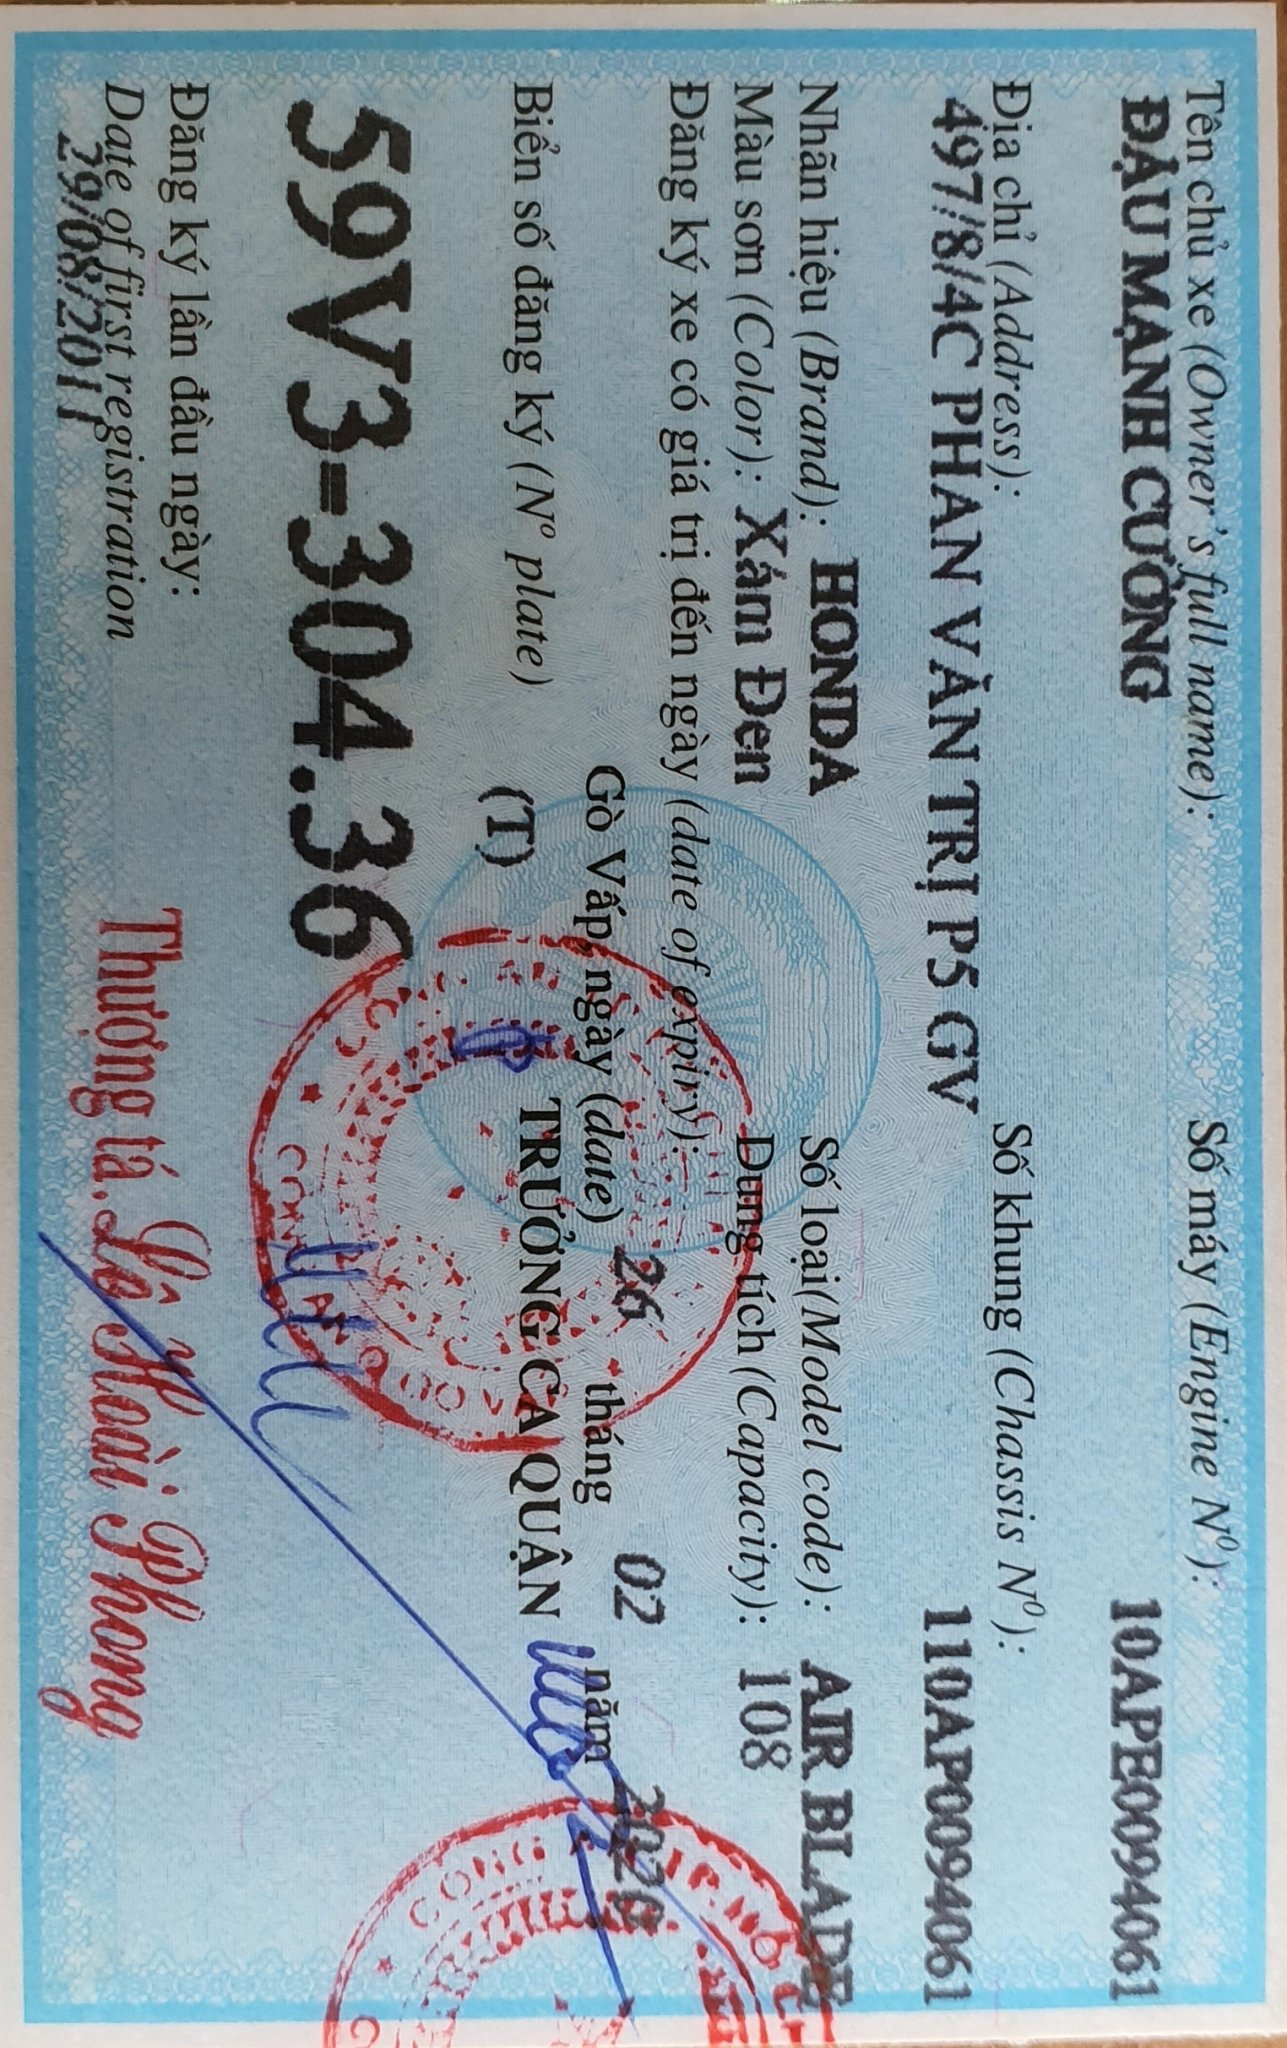 Tên chủ xe (Owner's full name): Số máy (Engine Nº):
ĐẬU MẠNH CƯỜNG 10APE0094061
Địa chỉ (Address): Số khung (Chassis Nº):
497/8/4C PHAN VĂN TRỊ P5 GV 110AP0094061
Nhãn hiệu (Brand): HONDA Số loại(Model code): AIR BLADE
Màu sơn (Color): Xám Đen Dung tích (Capacity): 108
Đăng ký xe có giá trị đến ngày (date of expiry):
Gò Vấp, ngày (date) 26 tháng 02 năm 2020
Biển số đăng ký (Nº plate) (T) TRƯỞNG CA QUẬN
59V3-304.36
Đăng ký lần đầu ngày:
Date of first registration
29/08/2011
Thượng tá. Lê Hoài Phong
CÔNG